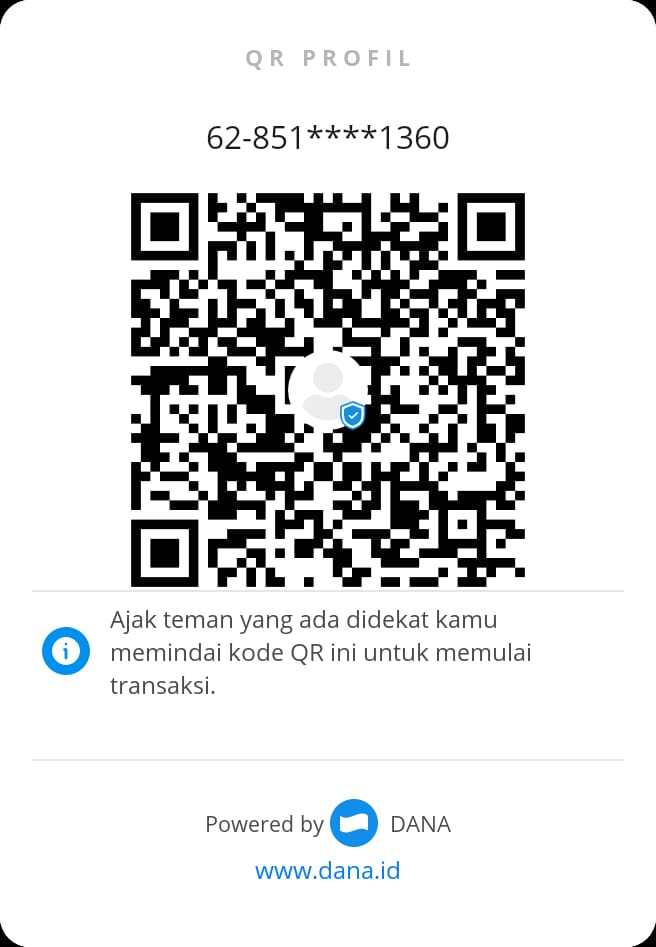 QR PROFIL
62-851****1360
Ajak teman yang ada didekat kamu
memindai kode QR ini untuk memulai
transaksi.
Powered by DANA
www.dana.id